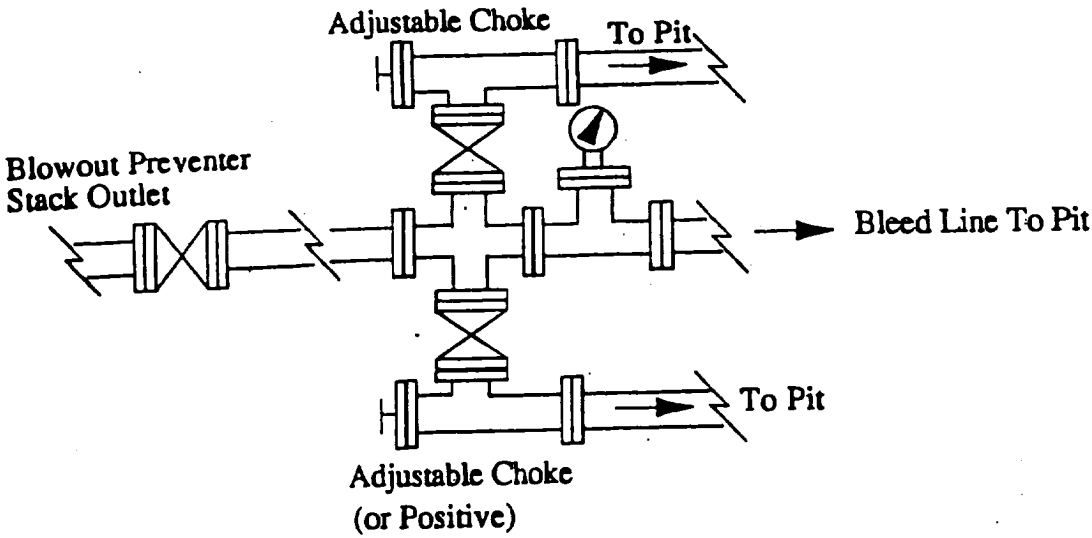 Adjustable Choke
To Pit
Blowout Preventer
Stack Outlet
Bleed Line To Pit
To Pit
Adjustable Choke
(or Positive)